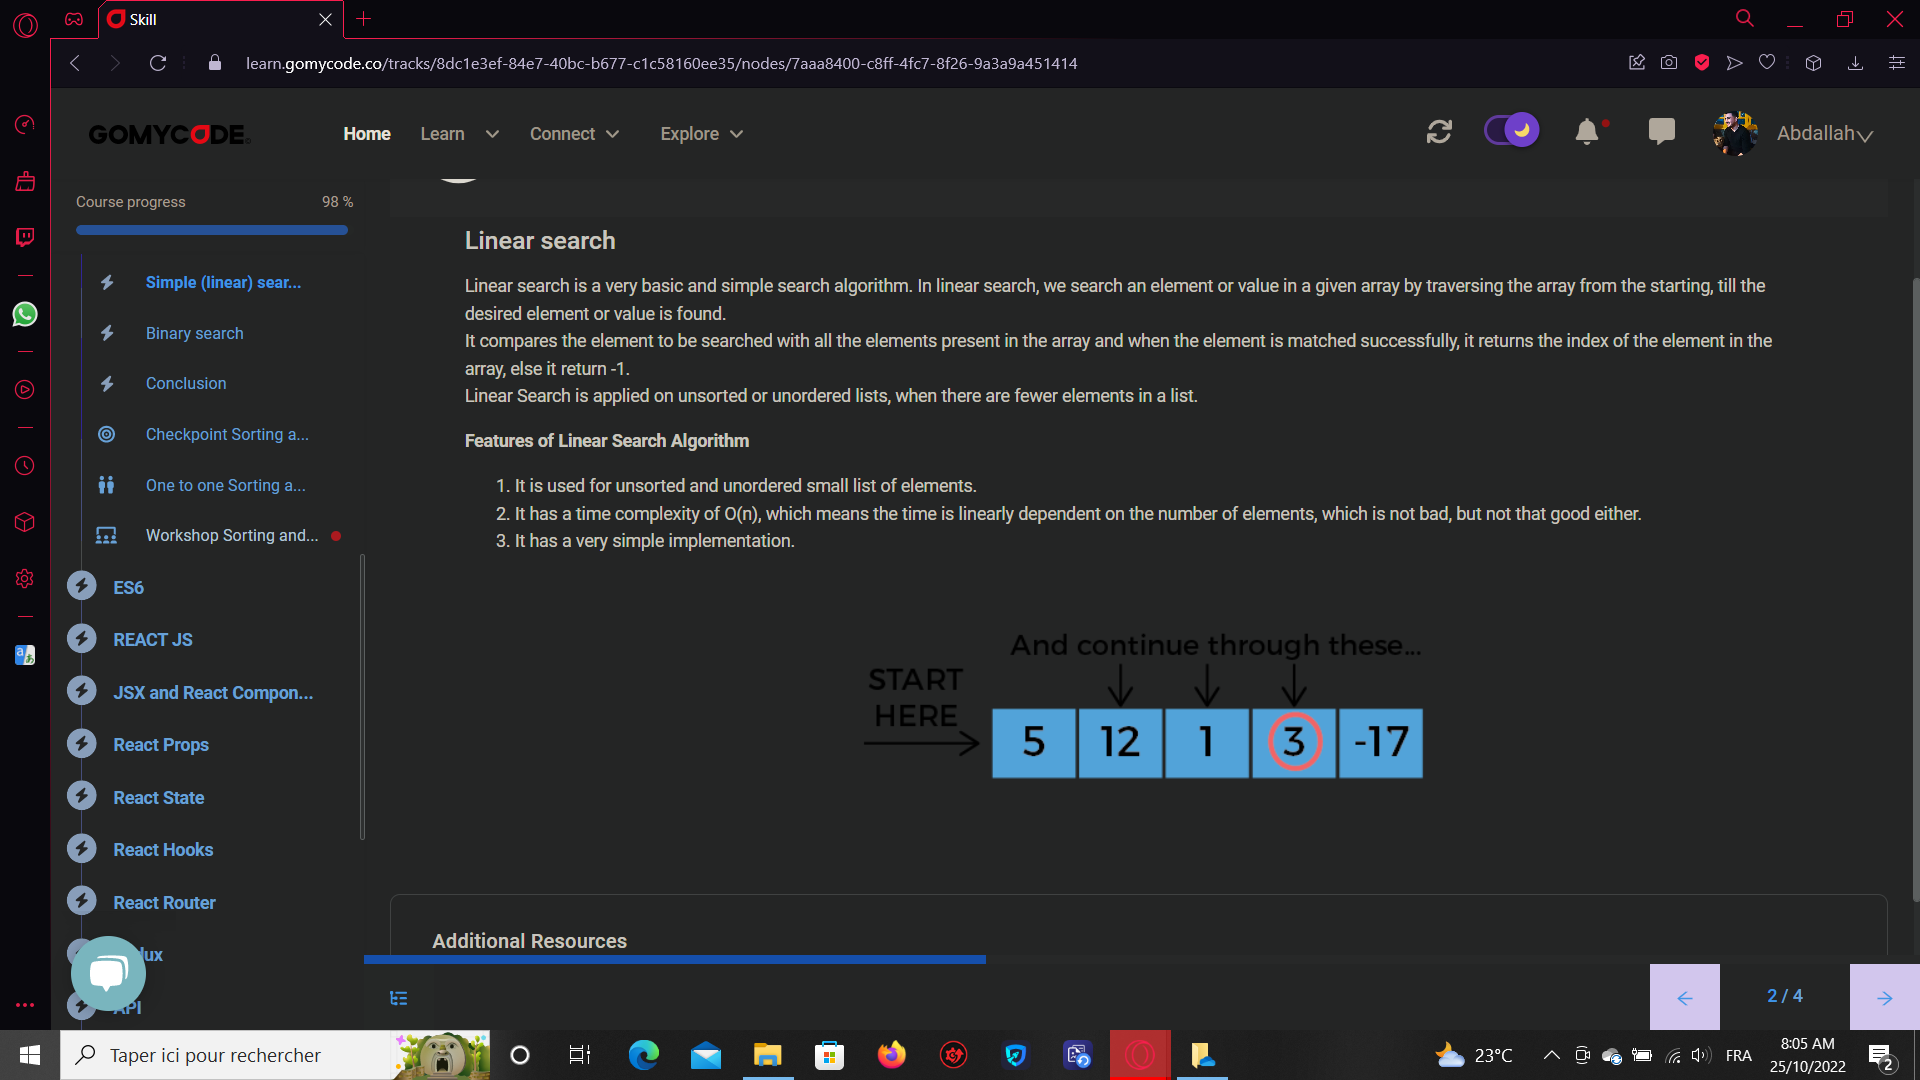 Skill
learn.gomycode.co/tracks/8dc1e3ef-84e7-40bc-b677-c1c58160ee35/nodes/7aaa8400-c8ff-4fc7-8f26-9a3a9a451414
GOMYCODE
Home
Learn
Connect
Explore
Abdallah
Course progress
98 %
Simple (linear) sear...
Binary search
Conclusion
Checkpoint Sorting a...
One to one Sorting a...
Workshop Sorting and...
ES6
REACT JS
JSX and React Compon...
React Props
React State
React Hooks
React Router
API
Linear search
Linear search is a very basic and simple search algorithm. In linear search, we search an element or value in a given array by traversing the array from the starting, till the
desired element or value is found.
It compares the element to be searched with all the elements present in the array and when the element is matched successfully, it returns the index of the element in the
array, else it return -1.
Linear Search is applied on unsorted or unordered lists, when there are fewer elements in a list.
Features of Linear Search Algorithm
1. It is used for unsorted and unordered small list of elements.
2. It has a time complexity of O(n), which means the time is linearly dependent on the number of elements, which is not bad, but not that good either.
3. It has a very simple implementation.
And continue through these...
START
HERE
5 12 1 3 -17
Additional Resources
2 / 4
Taper ici pour rechercher
23°C
FRA
8:05 AM
25/10/2022
2